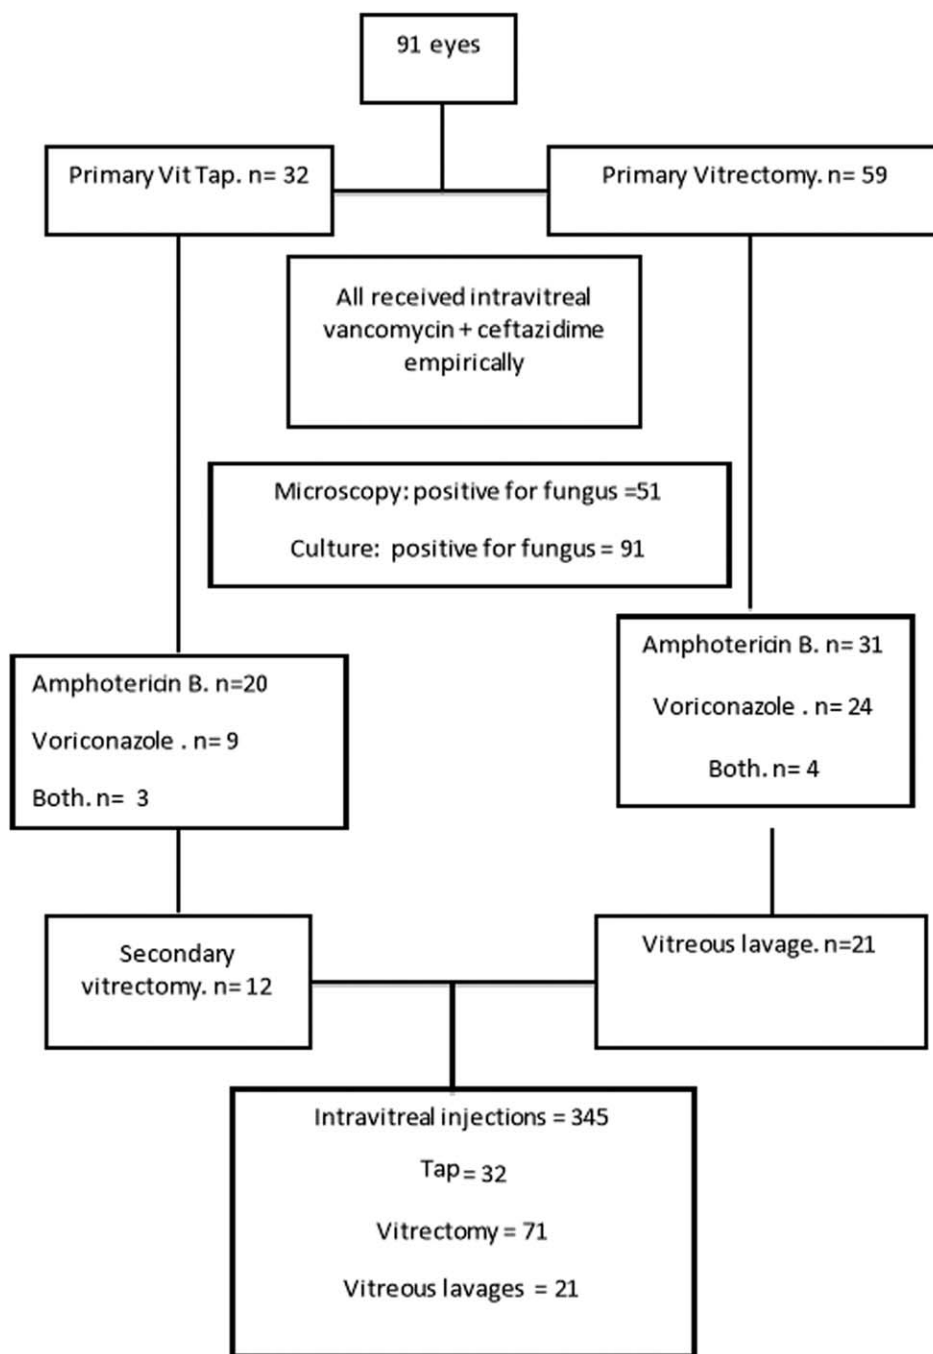 91 eyes
Primary Vit Tap. n= 32
Primary Vitrectomy. n= 59
All received intravitreal
vancomycin + ceftazidime
empirically
Microscopy: positive for fungus =51
Culture: positive for fungus = 91
Amphotericin B. n=20
Voriconazole . n= 9
Both. n= 3
Amphotericin B. n= 31
Voriconazole . n= 24
Both. n= 4
Secondary
vitrectomy. n= 12
Vitreous lavage. n=21
Intravitreal injections = 345
Tap = 32
Vitrectomy = 71
Vitreous lavages = 21